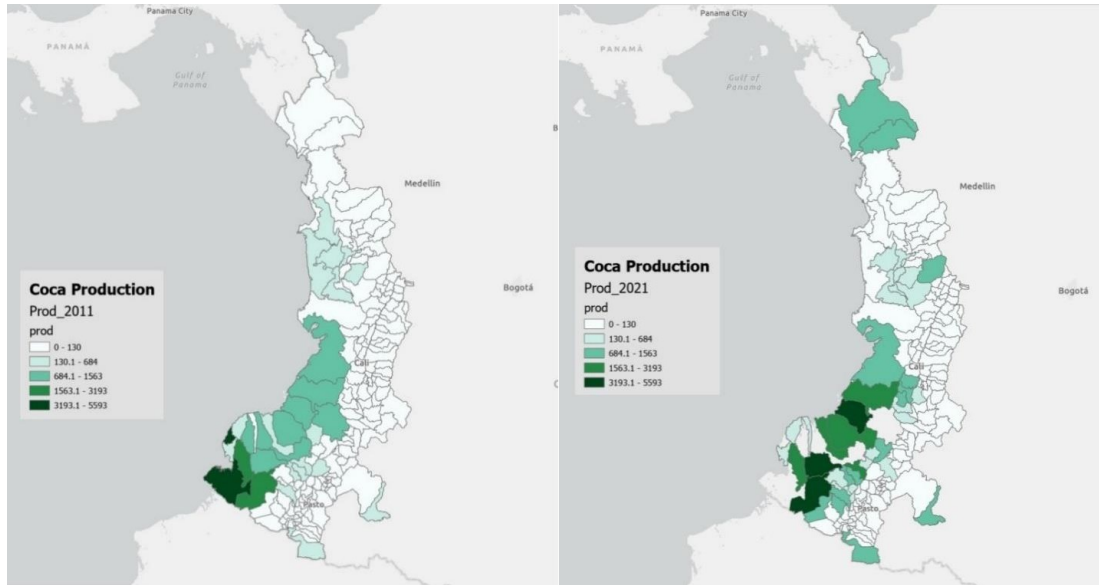 Panama City
PANAMÁ
Gulf of
Panama
Medellin
Bogotá
Cali
Pasto
Coca Production
Prod_2011
prod
0 - 130
130.1 - 684
684.1 - 1563
1563.1 - 3193
3193.1 - 5593
B
C
Panama City
PANAMÁ
Gulf of
Panama
Medellin
Bogotá
Cali
Pasto
Coca Production
Prod_2021
prod
0 - 130
130.1 - 684
684.1 - 1563
1563.1 - 3193
3193.1 - 5593